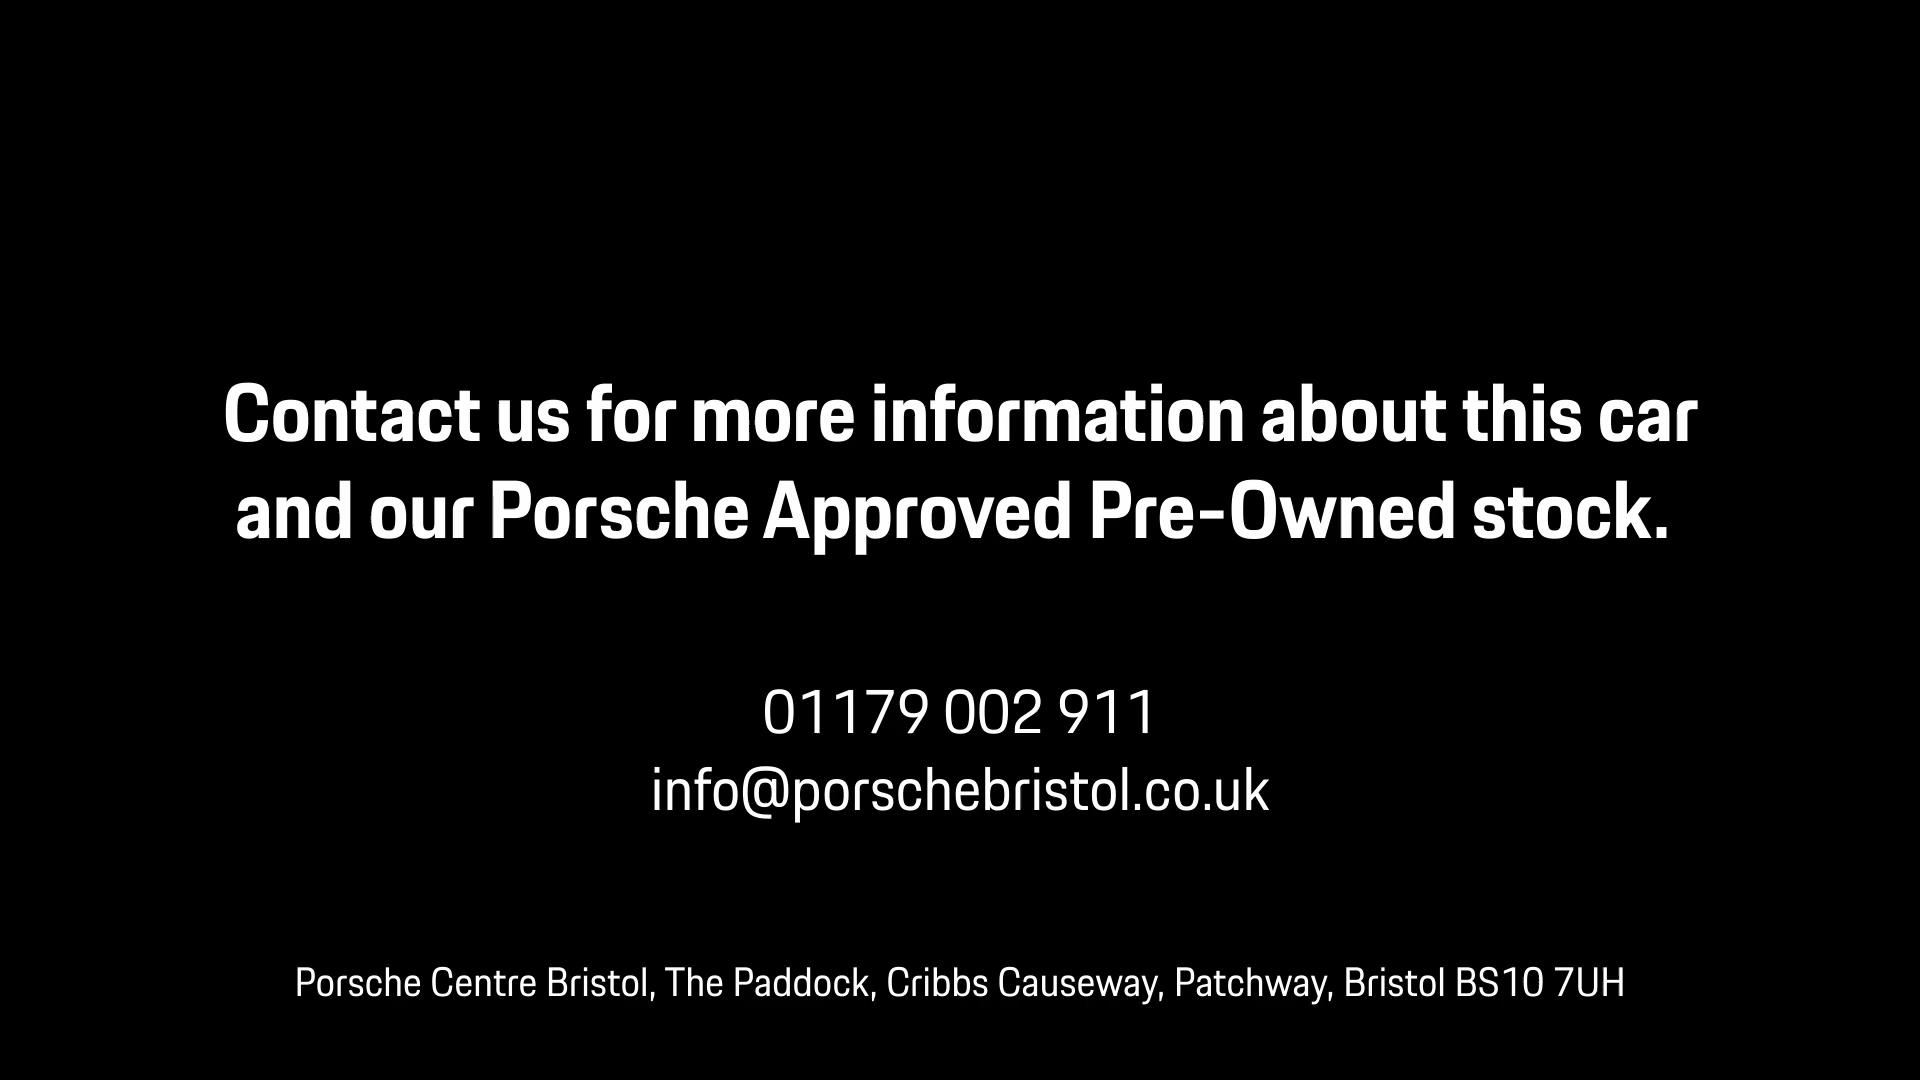 Contact us for more information about this car
and our Porsche Approved Pre-Owned stock.
01179 002 911
info@porschebristol.co.uk
Porsche Centre Bristol, The Paddock, Cribbs Causeway, Patchway, Bristol BS10 7UH